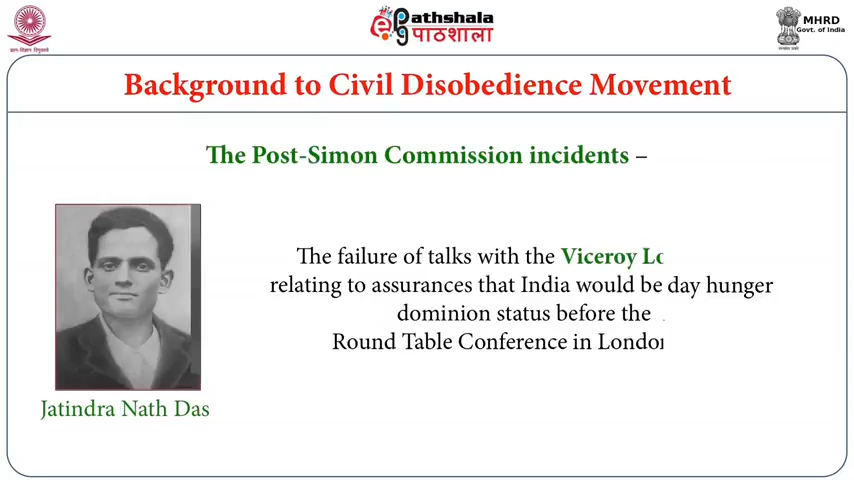 ePathshala
पाठशाला
MHRD
Govt. of India
Background to Civil Disobedience Movement
The Post-Simon Commission incidents –
The failure of talks with the Viceroy
relating to assurances that India would be day hunger
dominion status before the
Round Table Conference in
Jatindra Nath Das